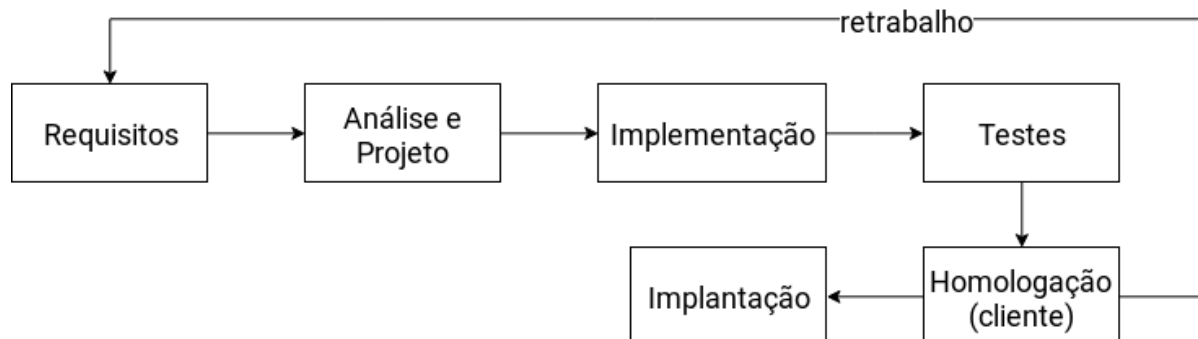 retrabalho
Requisitos
Análise e
Projeto
Implementação
Testes
Implantação
Homologação
(cliente)